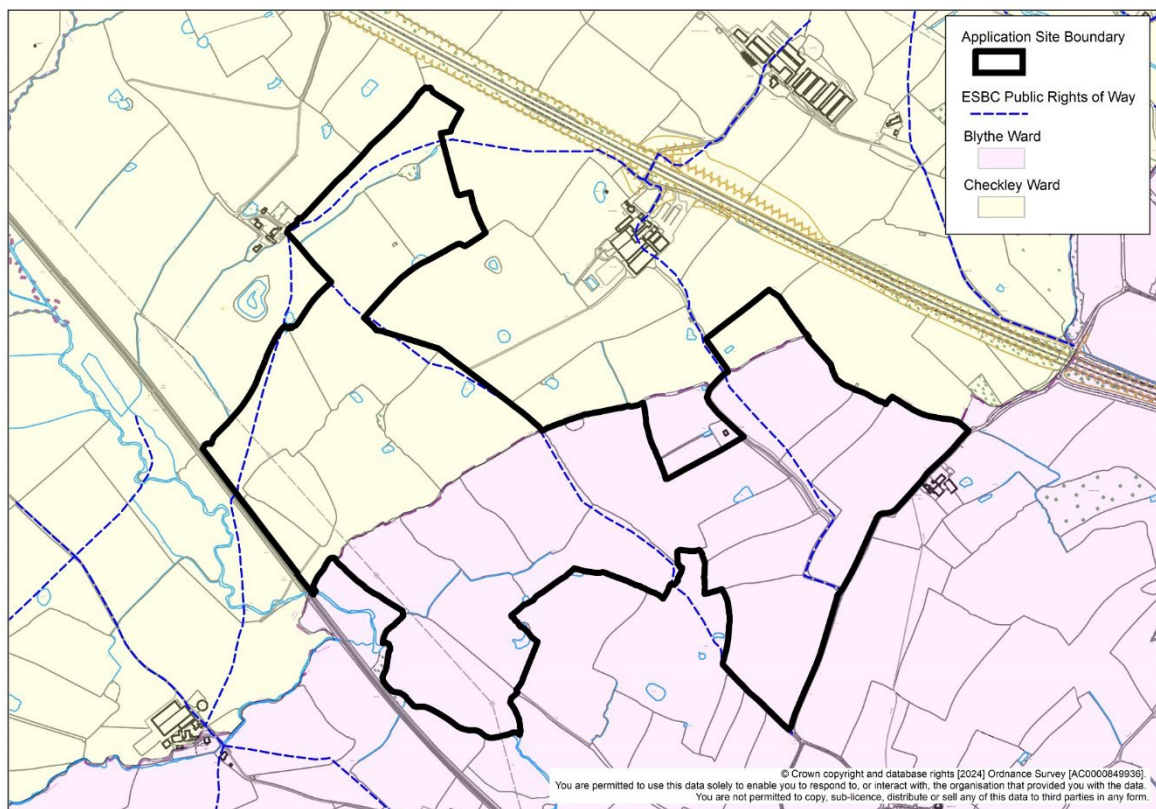 Application Site Boundary
ESBC Public Rights of Way
Blythe Ward
Checkley Ward
© Crown copyright and database rights [2024] Ordnance Survey [AC0000849936].
You are permitted to use this data solely to enable you to respond to, or interact with, the organisation that provided you with the data.
You are not permitted to copy, sub-licence, distribute or sell any of this data to third parties in any form.